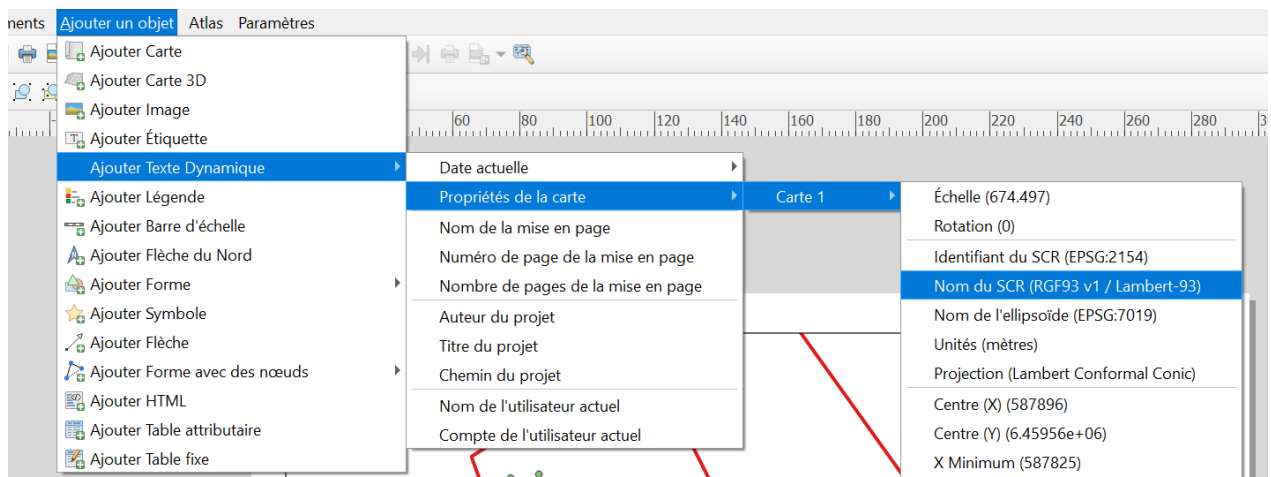 Ajouter un objet Atlas Paramètres
Ajouter Carte
Ajouter Carte 3D
Ajouter Image
60 80 100 120 140 160 180 200 220 240 260 280
Ajouter Étiquette
Ajouter Texte Dynamique
Ajouter Légende
Ajouter Barre d'échelle
Ajouter Flèche du Nord
Ajouter Forme
Ajouter Symbole
Ajouter Flèche
Ajouter Forme avec des nœuds
Ajouter HTML
Ajouter Table attributaire
Ajouter Table fixe
Date actuelle
Propriétés de la carte
Nom de la mise en page
Numéro de page de la mise en page
Nombre de pages de la mise en page
Auteur du projet
Titre du projet
Chemin du projet
Nom de l'utilisateur actuel
Compte de l'utilisateur actuel
Carte 1
Échelle (674.497)
Rotation (0)
Identifiant du SCR (EPSG:2154)
Nom du SCR (RGF93 v1 / Lambert-93)
Nom de l'ellipsoïde (EPSG:7019)
Unités (mètres)
Projection (Lambert Conformal Conic)
Centre (X) (587896)
Centre (Y) (6.45956e+06)
X Minimum (587825)